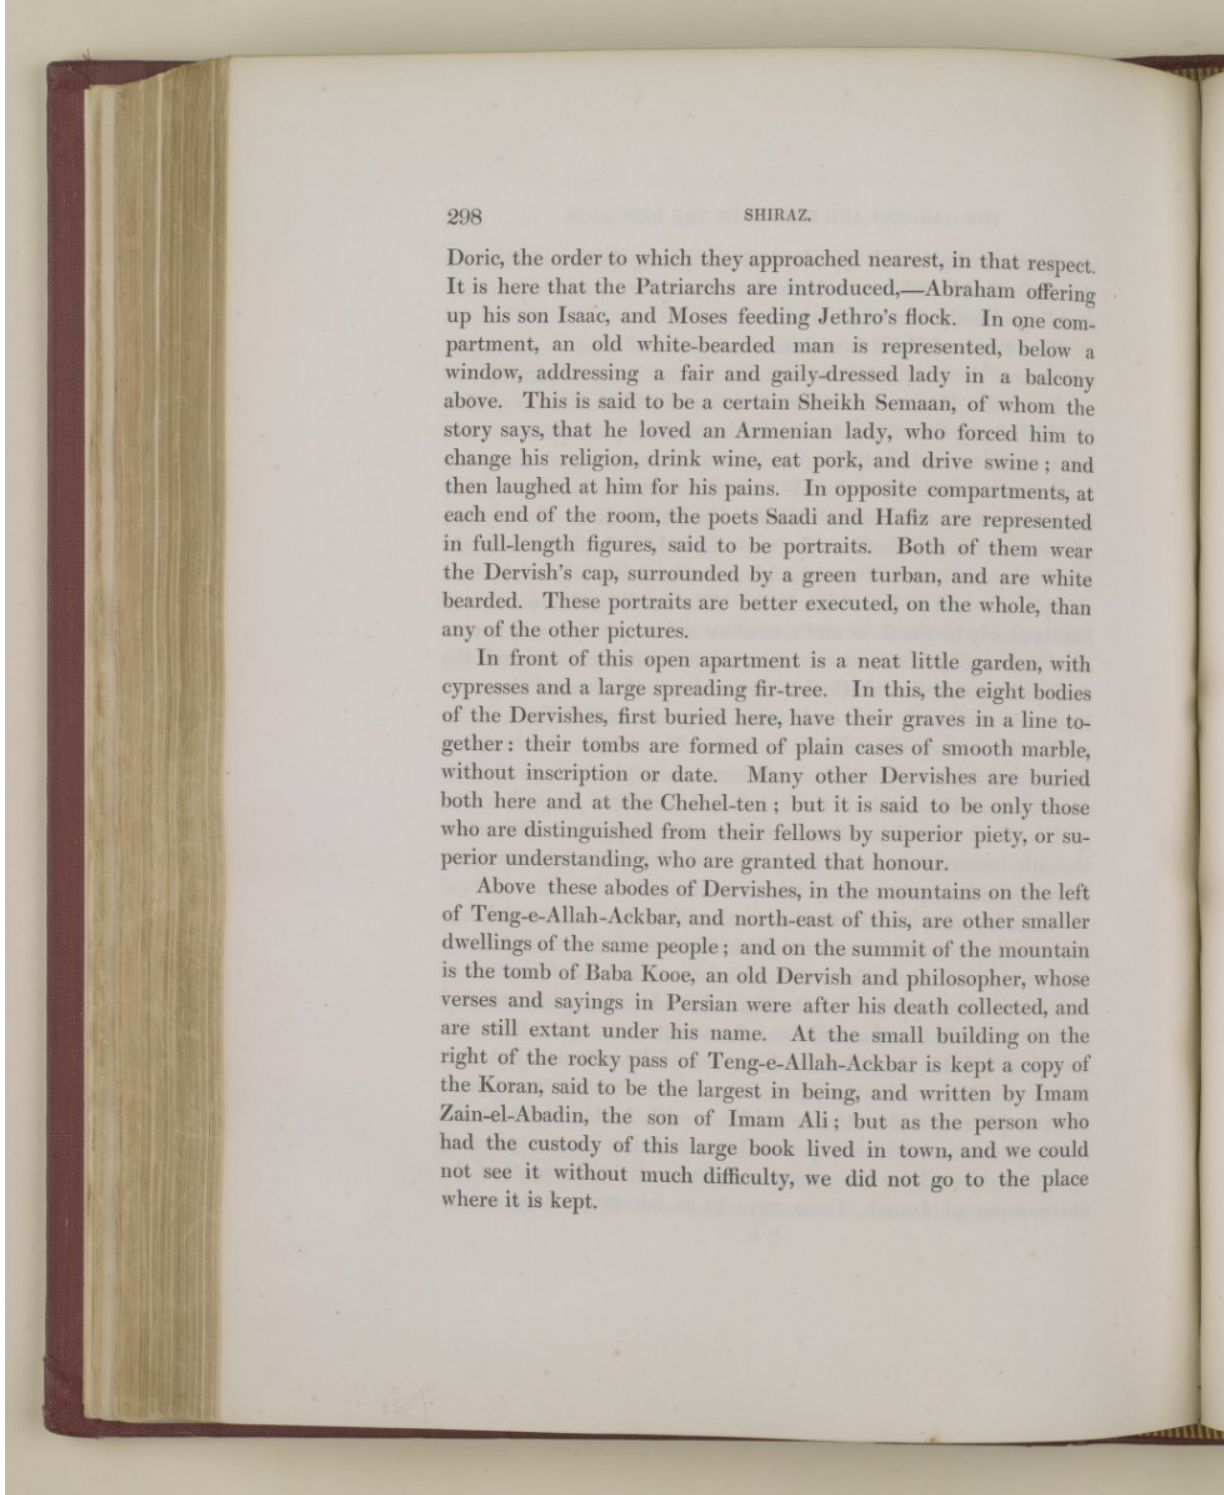 298 SHIRAZ.
Doric, the order to which they approached nearest, in that respect.
It is here that the Patriarchs are introduced,—Abraham offering
up his son Isaac, and Moses feeding Jethro's flock. In one com-
partment, an old white-bearded man is represented, below a
window, addressing a fair and gaily-dressed lady in a balcony
above. This is said to be a certain Sheikh Semaan, of whom the
story says, that he loved an Armenian lady, who forced him to
change his religion, drink wine, eat pork, and drive swine; and
then laughed at him for his pains. In opposite compartments, at
each end of the room, the poets Saadi and Hafiz are represented
in full-length figures, said to be portraits. Both of them wear
the Dervish's cap, surrounded by a green turban, and are white
bearded. These portraits are better executed, on the whole, than
any of the other pictures.
In front of this open apartment is a neat little garden, with
cypresses and a large spreading fir-tree. In this, the eight bodies
of the Dervishes, first buried here, have their graves in a line to-
gether: their tombs are formed of plain cases of smooth marble,
without inscription or date. Many other Dervishes are buried
both here and at the Chehel-ten; but it is said to be only those
who are distinguished from their fellows by superior piety, or su-
perior understanding, who are granted that honour.
Above these abodes of Dervishes, in the mountains on the left
of Teng-e-Allah-Ackbar, and north-east of this, are other smaller
dwellings of the same people; and on the summit of the mountain
is the tomb of Baba Kooe, an old Dervish and philosopher, whose
verses and sayings in Persian were after his death collected, and
are still extant under his name. At the small building on the
right of the rocky pass of Teng-e-Allah-Ackbar is kept a copy of
the Koran, said to be the largest in being, and written by Imam
Zain-el-Abadin, the son of Imam Ali; but as the person who
had the custody of this large book lived in town, and we could
not see it without much difficulty, we did not go to the place
where it is kept.